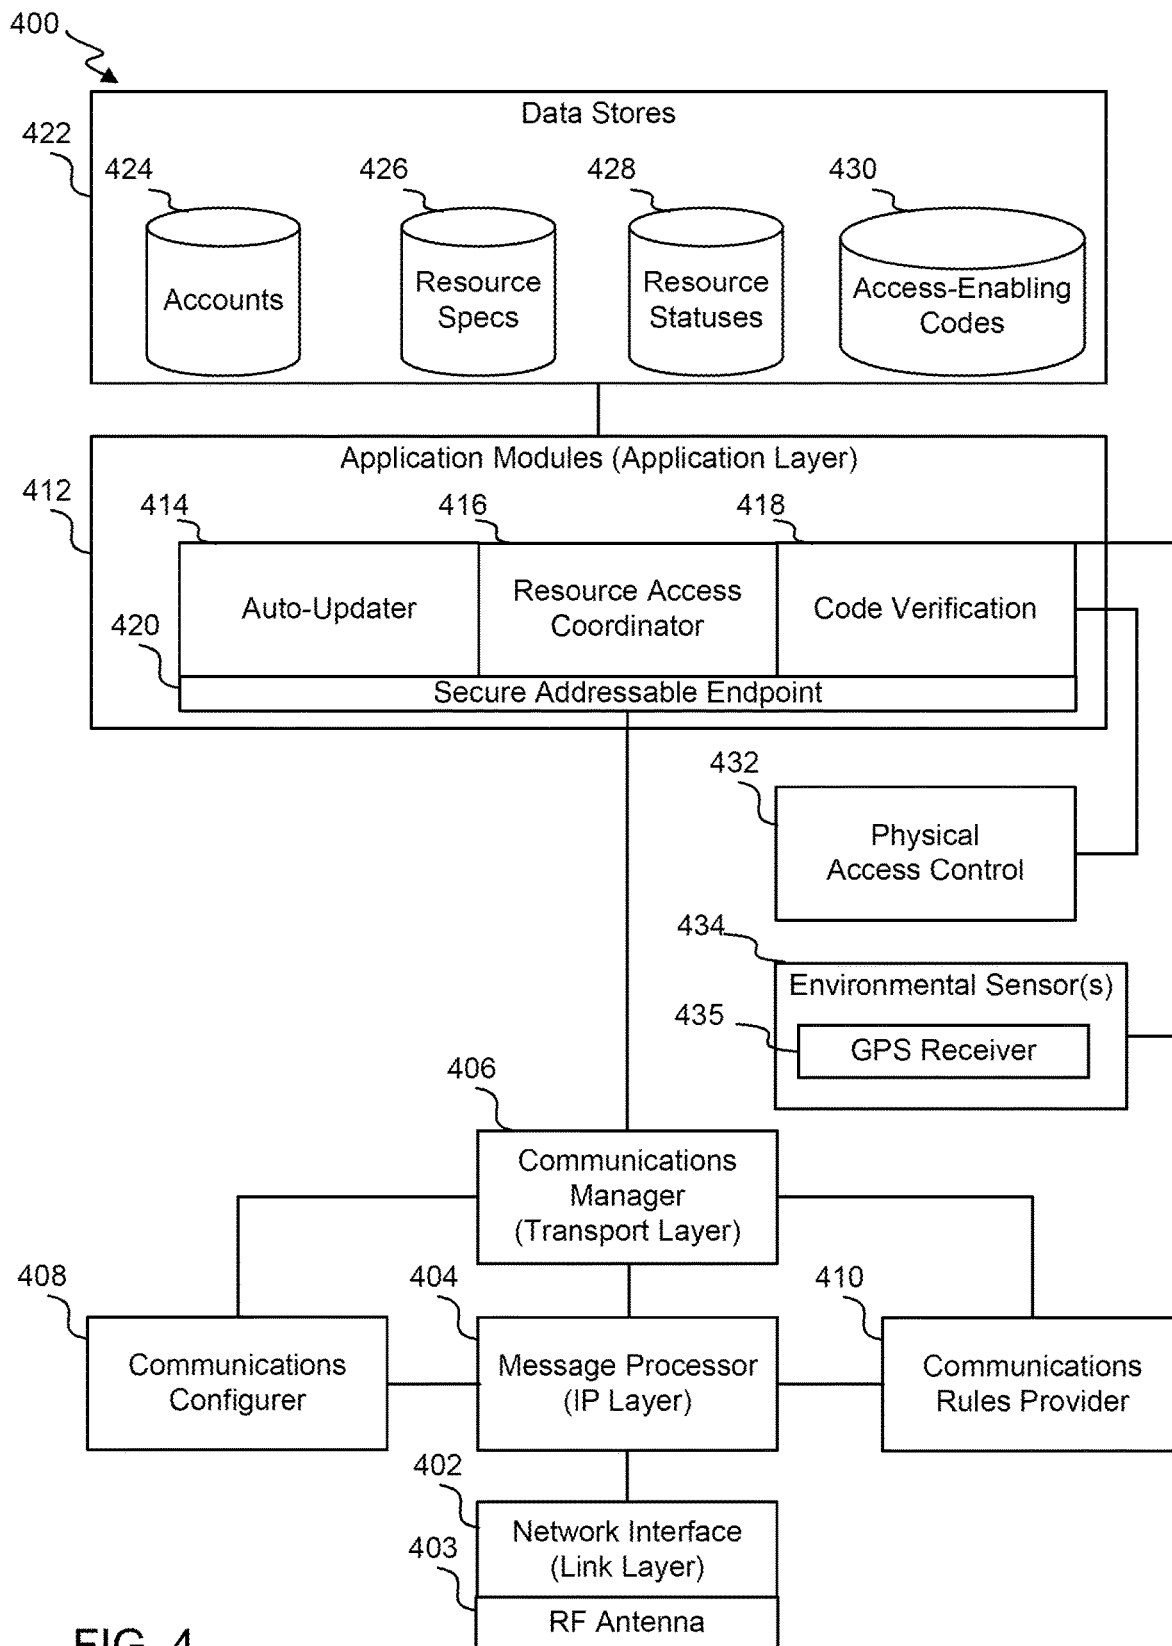 400
Data Stores
422
424
426
428
430
Accounts
Resource
Specs
Resource
Statuses
Access-Enabling
Codes
Application Modules (Application Layer)
412
414
416
418
Auto-Updater
Resource Access
Coordinator
Code Verification
420
Secure Addressable Endpoint
432
Physical
Access Control
434
Environmental Sensor(s)
435
GPS Receiver
406
Communications
Manager
(Transport Layer)
408
404
410
Communications
Configurer
Message Processor
(IP Layer)
Communications
Rules Provider
402
Network Interface
(Link Layer)
403
RF Antenna
FIG. 4